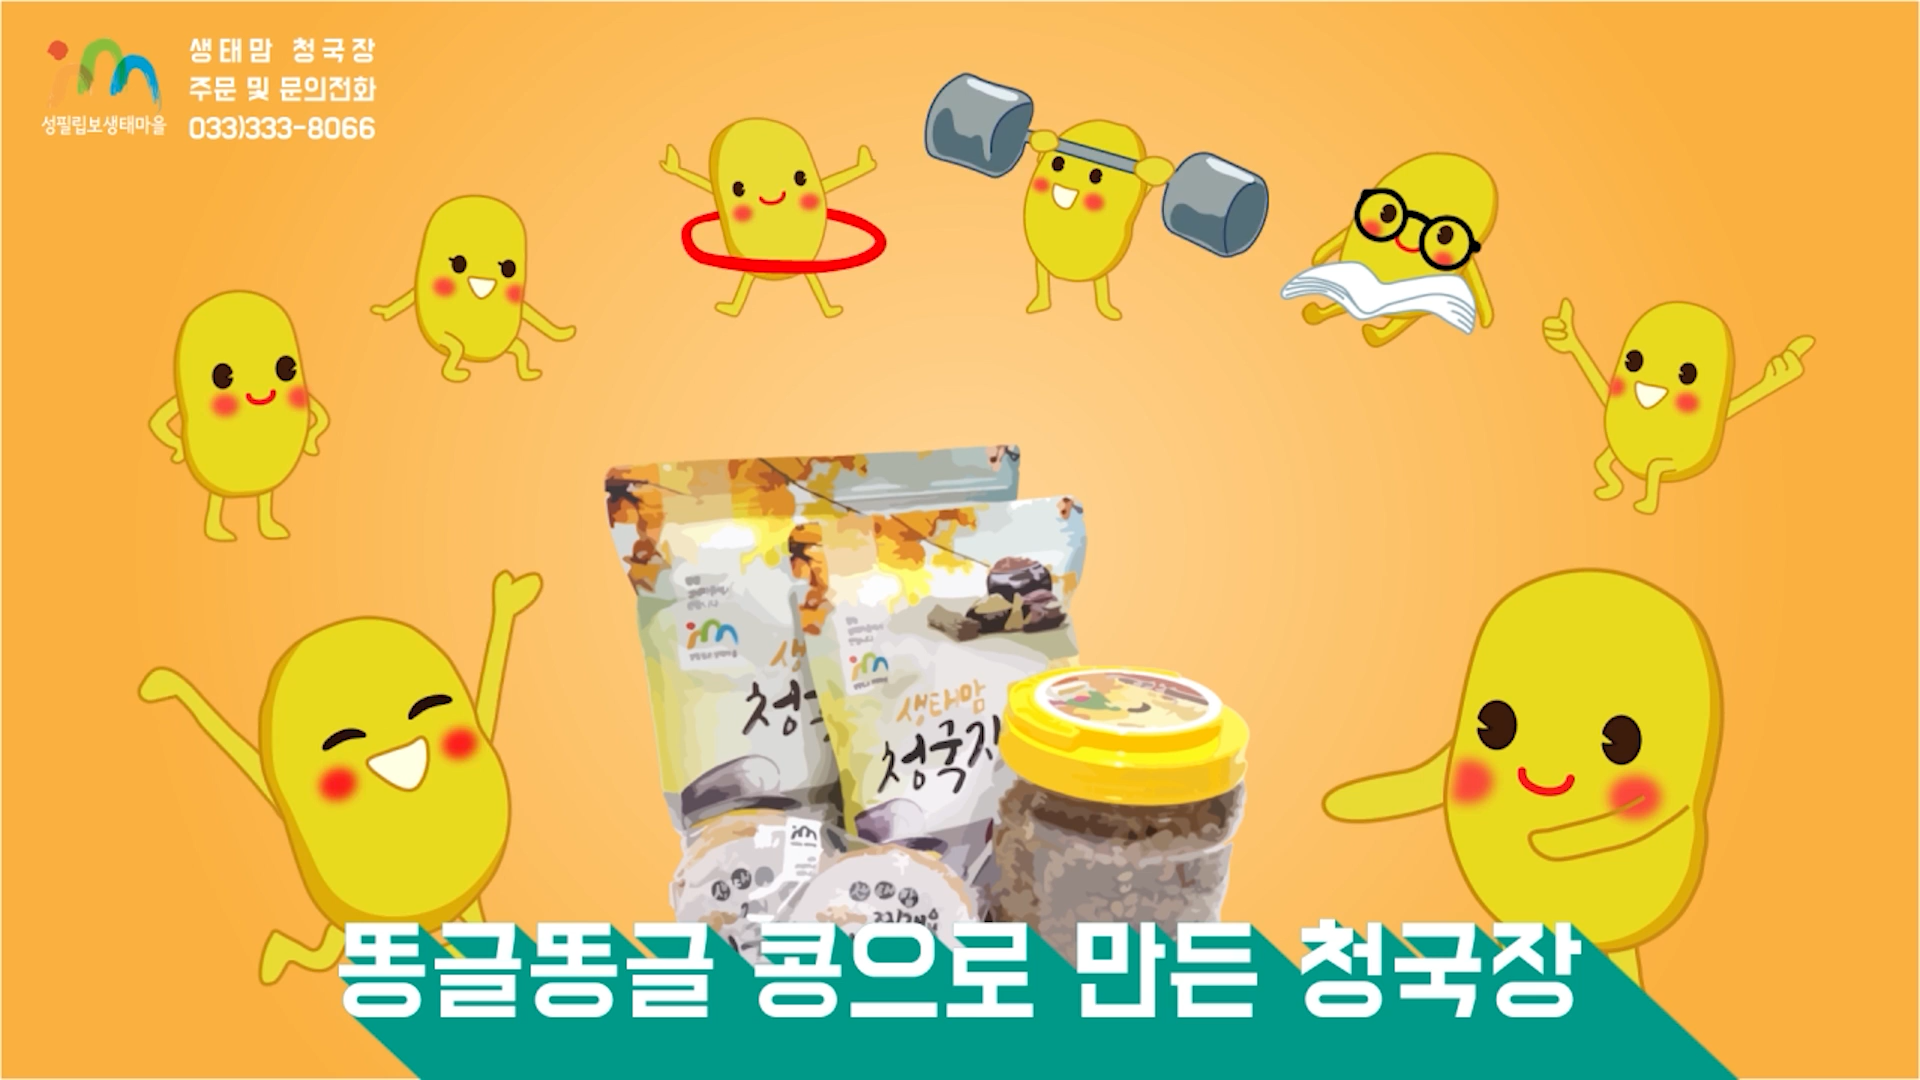 생태맘 청국장
주문 및 문의전화
033)333-8066
성필립보생태마을
생태맘
청국장
똥글똥글 콩으로 만든 청국장